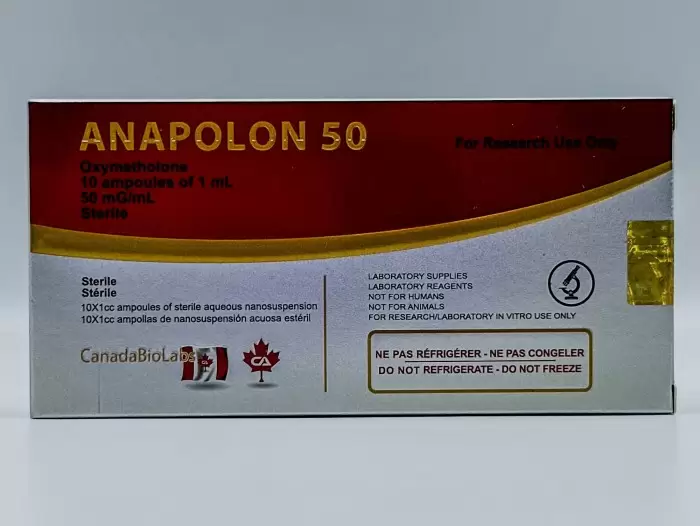 ANAPOLON 50
For Research Use Only
Oxymetholone
10 ampoules of 1 mL
50 mG/mL
Sterile
Sterile
Stérile
10X1cc ampoules of sterile aqueous nanosuspension
10X1cc ampollas de nanosuspensión acuosa estéril
CanadaBioLabs
CA
LABORATORY SUPPLIES
LABORATORY REAGENTS
NOT FOR HUMANS
NOT FOR ANIMALS
FOR RESEARCH/LABORATORY IN VITRO USE ONLY
NE PAS RÉFRIGÉRER - NE PAS CONGELER
DO NOT REFRIGERATE - DO NOT FREEZE